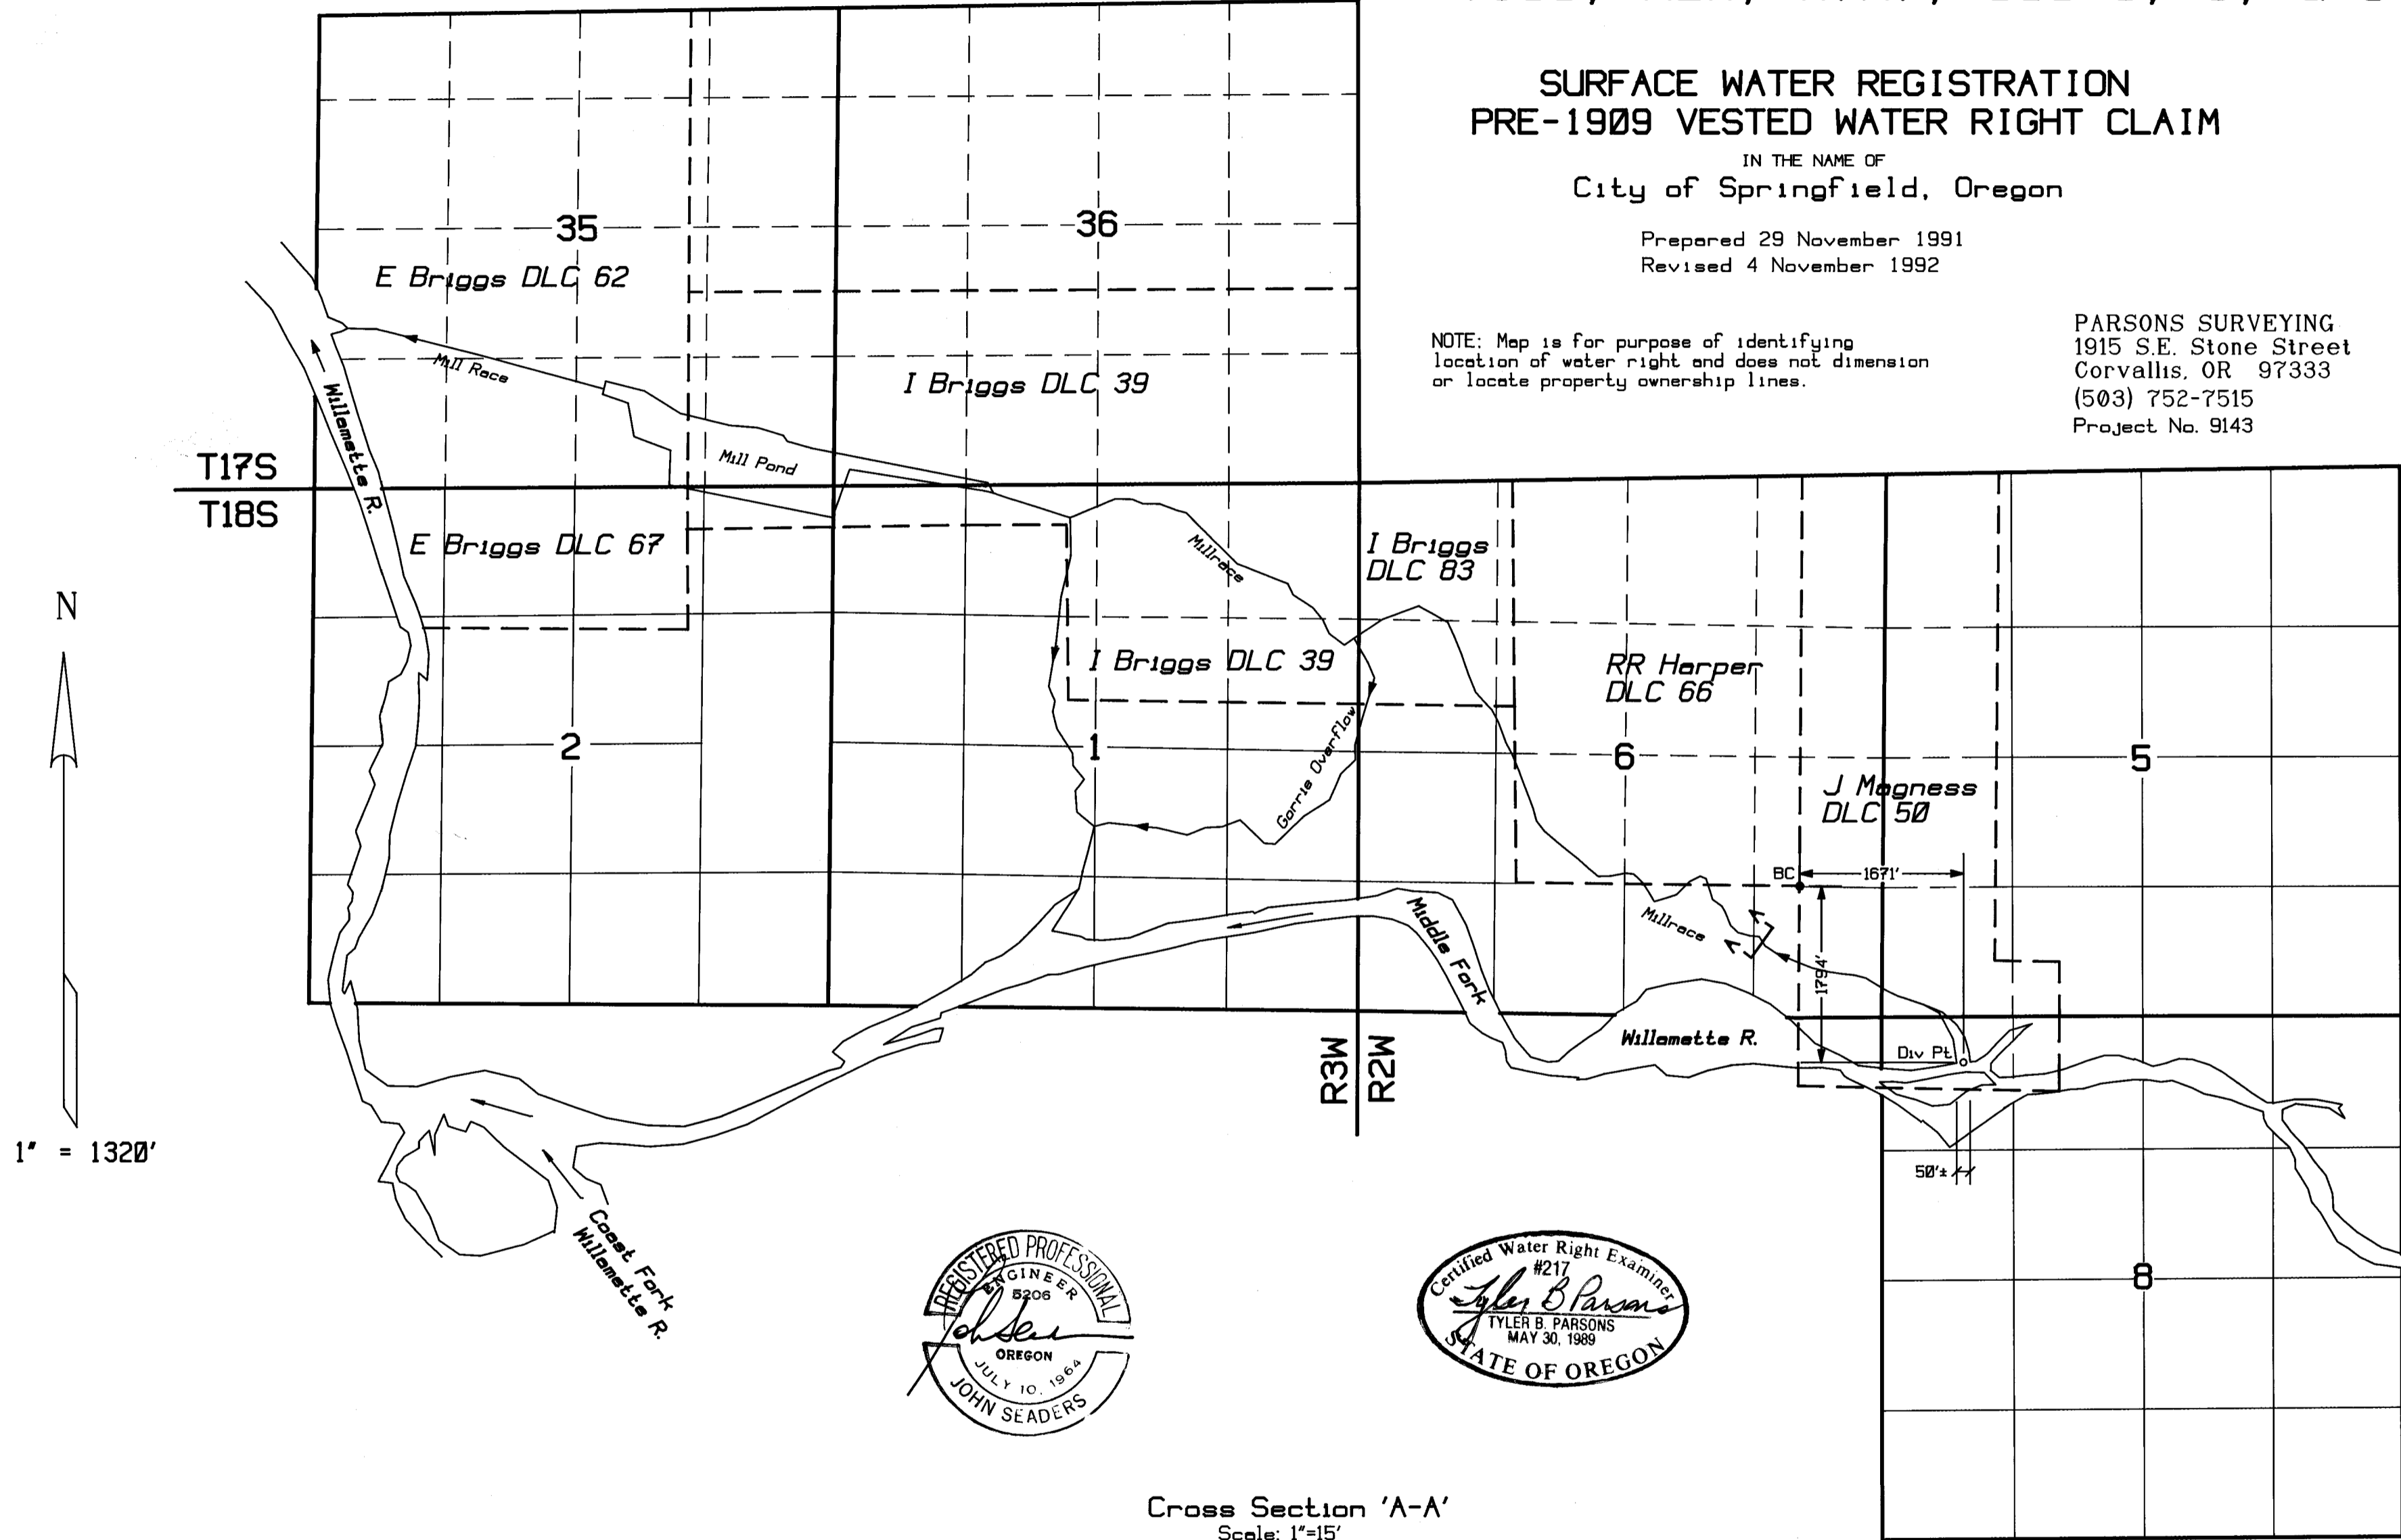 SURFACE WATER REGISTRATION
PRE-1909 VESTED WATER RIGHT CLAIM
IN THE NAME OF
City of Springfield, Oregon
Prepared 29 November 1991
Revised 4 November 1992
NOTE: Map is for purpose of identifying
location of water right and does not dimension
or locate property ownership lines.
PARSONS SURVEYING
1915 S.E. Stone Street
Corvallis, OR 97333
(503) 752-7515
Project No. 9143
35
36
E Briggs DLC 62
Mill Race
I Briggs DLC 39
Willamette R.
Mill Pond
T17S
T18S
E Briggs DLC 67
Millrace
I Briggs
DLC 83
N
I Briggs DLC 39
RR Harper
DLC 66
2
1
Gorrie Overflow
6
5
J Magness
DLC 50
BC
1671'
Middle Fork
Millrace
A
A
1794'
Willamette R.
Div Pt
R3W
R2W
1" = 1320'
50'±
Coast Fork
Willamette R.
8
REGISTERED PROFESSIONAL
ENGINEER
5206
OREGON
JULY 10, 1964
JOHN SEADERS
Certified Water Right Examiner
#217
Tyler B Parsons
TYLER B. PARSONS
MAY 30, 1989
STATE OF OREGON
Cross Section 'A-A'
Scale: 1"=15'